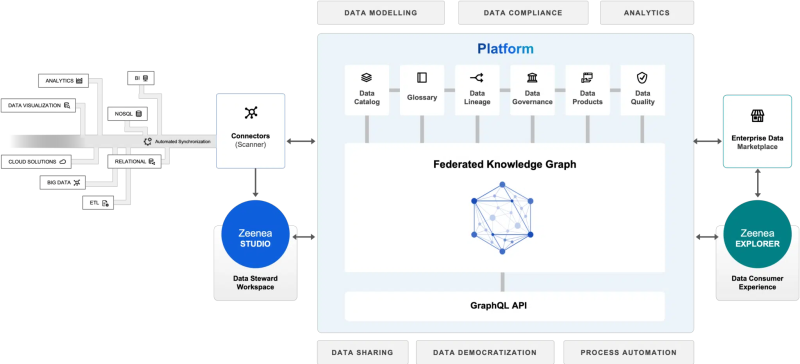 DATA MODELLING
DATA COMPLIANCE
ANALYTICS
Platform
Data
Catalog
Glossary
Data
Lineage
Data
Governance
Data
Products
Data
Quality
Federated Knowledge Graph
GraphQL API
ANALYTICS
BI
DATA VISUALIZATION
NOSQL
Automated Synchronization
CLOUD SOLUTIONS
RELATIONAL
BIG DATA
ETL
Connectors
(Scanner)
Zeenea
STUDIO
Data Steward
Workspace
Enterprise Data
Marketplace
Zeenea
EXPLORER
Data Consumer
Experience
DATA SHARING
DATA DEMOCRATIZATION
PROCESS AUTOMATION